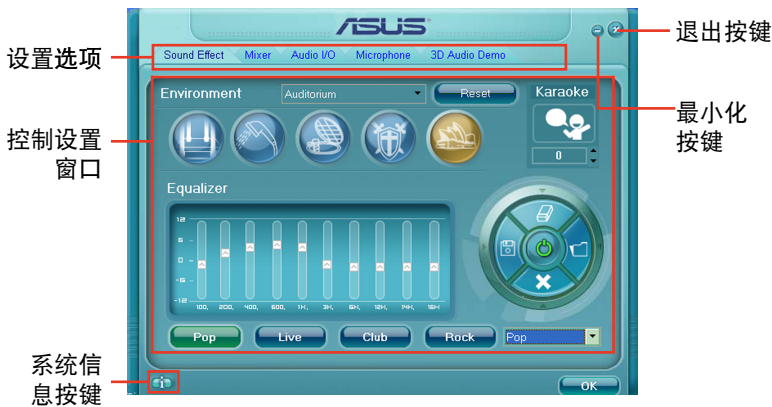 ASUS
退出按键
设置选项
Sound Effect Mixer Audio I/O Microphone 3D Audio Demo
最小化
按键
控制设置
窗口
Environment Auditorium Reset Karaoke
0
Equalizer
12
6
0
-6
-12
100, 200, 400, 600, 1K, 3K, 6K, 12K, 14K, 16K
Pop Live Club Rock Pop
系统信
息按键
i
OK